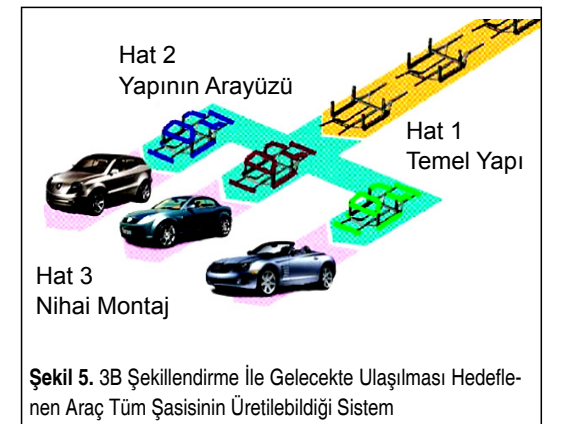 Hat 2
Yapının Arayüzü
Hat 1
Temel Yapı
Hat 3
Nihai Montaj
Şekil 5. 3B Şekillendirme İle Gelecekte Ulaşılması Hedefle-
nen Araç Tüm Şasisinin Üretilebildiği Sistem